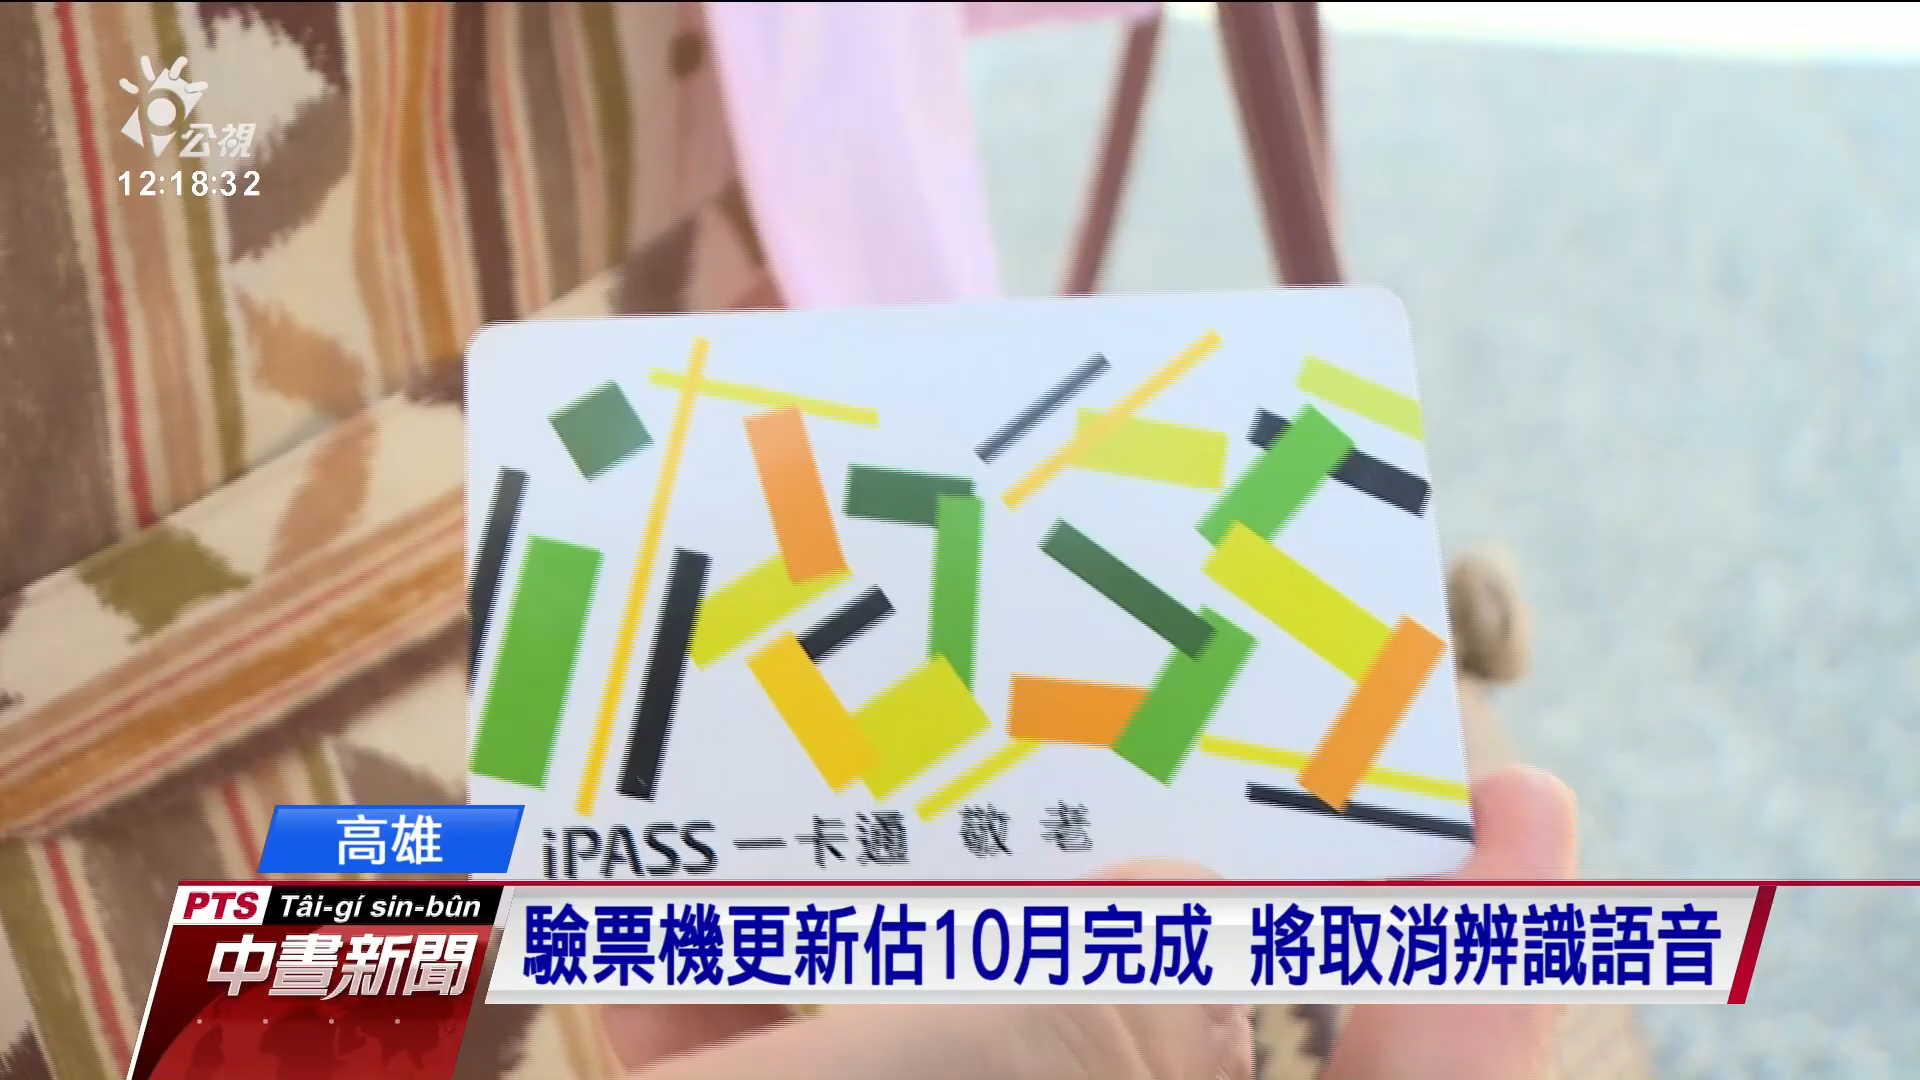 公視
12:18:32
iPASS 一卡通 敬老
高雄
PTS Tâi-gí sin-bûn
中晝新聞
驗票機更新估10月完成 將取消辨識語音